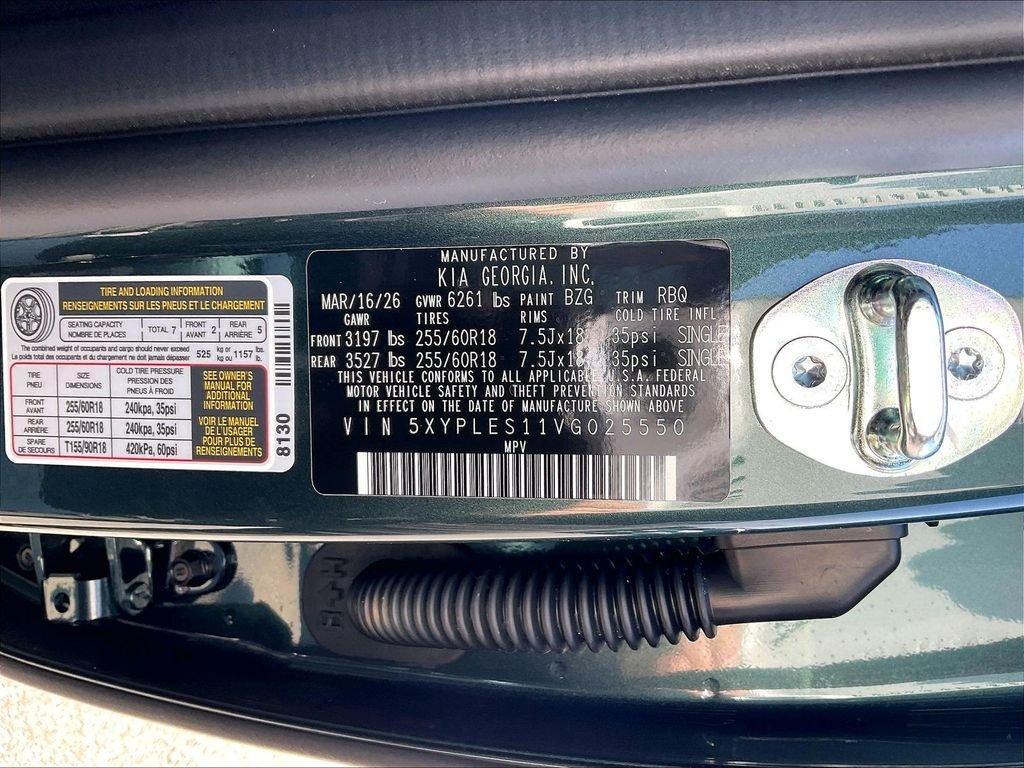 TIRE AND LOADING INFORMATION
RENSEIGNEMENTS SUR LES PNEUS ET LE CHARGEMENT
SEATING CAPACITY
NOMBRE DE PLACES
TOTAL 7
FRONT
AVANT 2
REAR
ARRIÈRE 5
The combined weight of occupants and cargo should never exceed
Le poids total des occupants et du chargement ne doit jamais dépasser
525 kg or kg ou 1157 lbs. lb.
TIRE
PNEU
SIZE
DIMENSIONS
COLD TIRE PRESSURE
PRESSION DES
PNEUS À FROID
FRONT
AVANT
255/60R18
240kpa, 35psi
REAR
ARRIERE
255/60R18
240kpa, 35psi
SPARE
DE SECOURS
T155/90R18
420kPa, 60psi
SEE OWNER'S
MANUAL FOR
ADDITIONAL
INFORMATION
VOIR LE MANUEL
DE L'USAGER
POUR PLUS DE
RENSEIGNEMENTS
8130
MANUFACTURED BY
KIA GEORGIA, INC.
MAR/16/26 GVWR 6261 lbs PAINT BZG TRIM RBQ
GAWR TIRES RIMS COLD TIRE INFL
FRONT 3197 lbs 255/60R18 7.5Jx18 35psi SINGLE
REAR 3527 lbs 255/60R18 7.5Jx18 35psi SINGLE
THIS VEHICLE CONFORMS TO ALL APPLICABLE U.S.A. FEDERAL
MOTOR VEHICLE SAFETY AND THEFT PREVENTION STANDARDS
IN EFFECT ON THE DATE OF MANUFACTURE SHOWN ABOVE
VIN 5XYPLES11VG025550
MPV